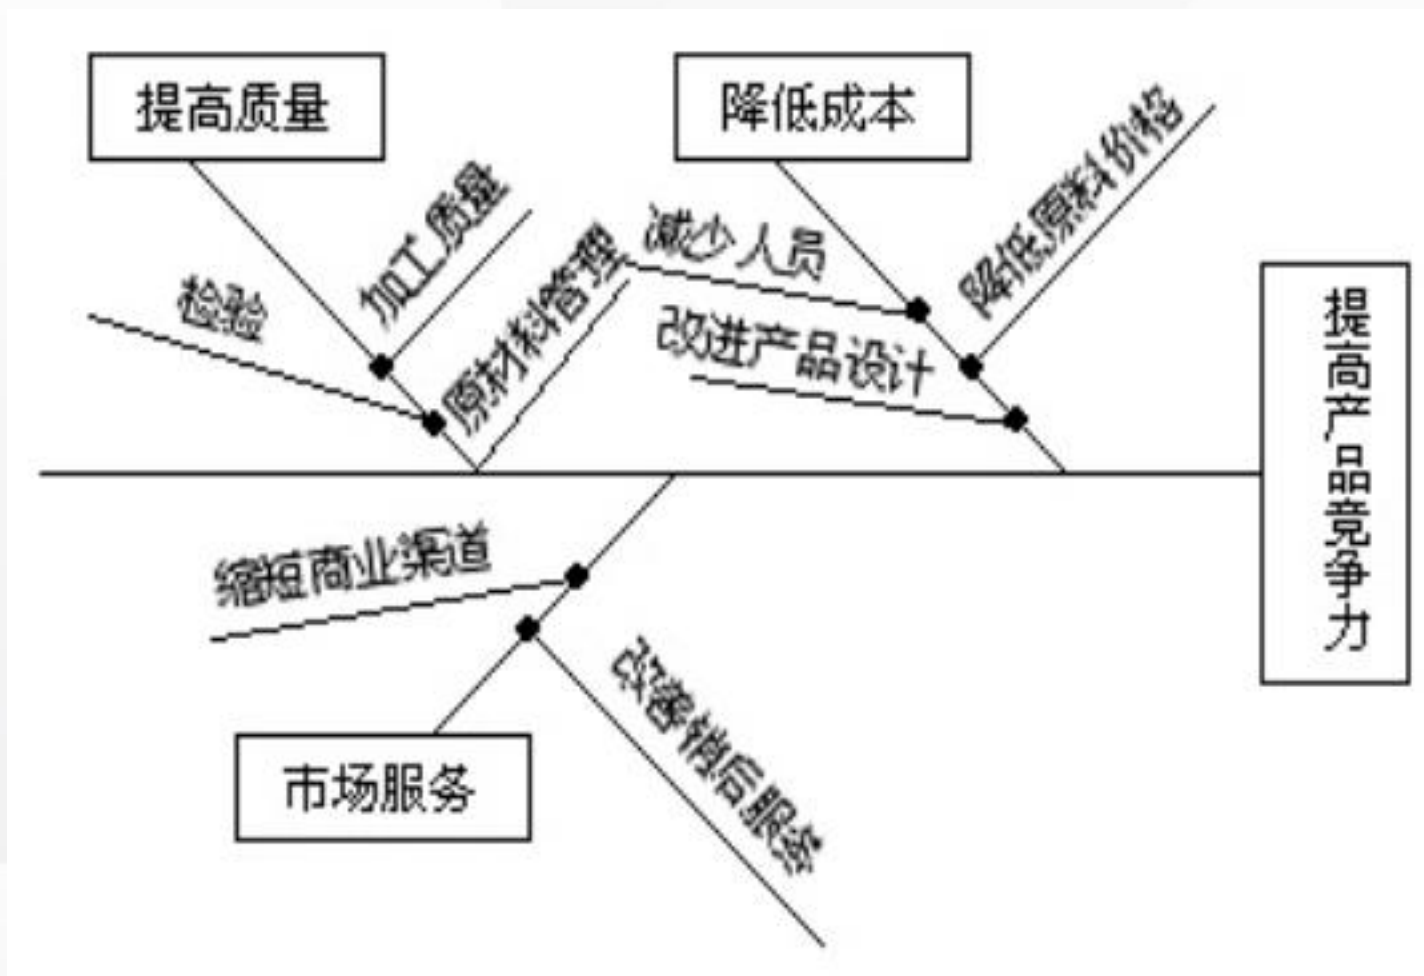 提高质量
降低成本
加工质量
降低原料价格
检验
原材料管理
减少人员
改进产品设计
提高产品竞争力
缩短商业渠道
改善销后服务
市场服务